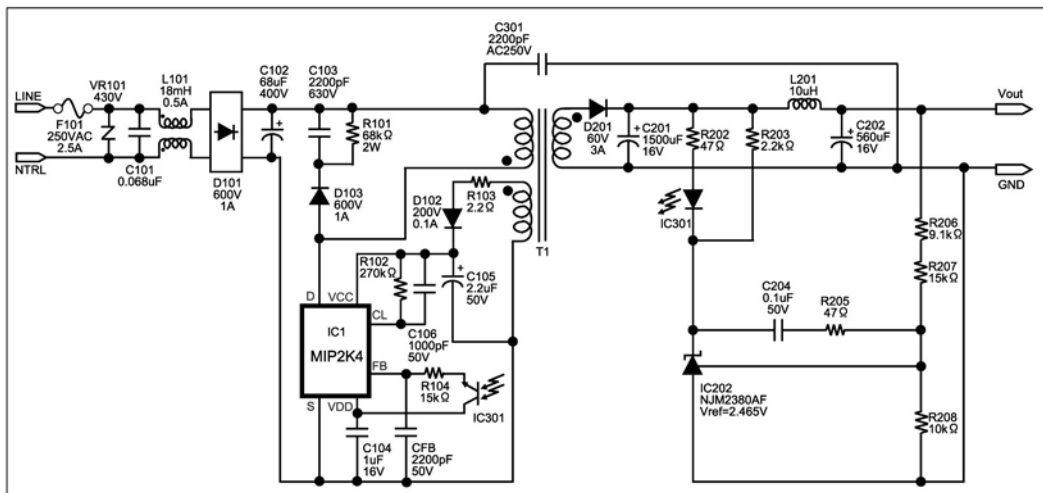 C301
2200pF
AC250V
LINE
F101
250VAC
2.5A
NTRL
VR101
430V
C101
0.068uF
L101
18mH
0.5A
D101
600V
1A
C102
68uF
400V
C103
2200pF
630V
R101
68kΩ
2W
D103
600V
1A
D102
200V
0.1A
R103
2.2Ω
T1
D201
60V
3A
C201
1500uF
16V
R202
47Ω
R203
2.2kΩ
L201
10uH
C202
560uF
16V
Vout
GND
IC301
R206
9.1kΩ
R207
15kΩ
C204
0.1uF
50V
R205
47Ω
IC202
NJM2380AF
Vref=2.465V
R208
10kΩ
R102
270kΩ
C105
2.2uF
50V
D
VCC
CL
IC1
MIP2K4
FB
S
VDD
C106
1000pF
50V
R104
15kΩ
IC301
C104
1uF
16V
CFB
2200pF
50V